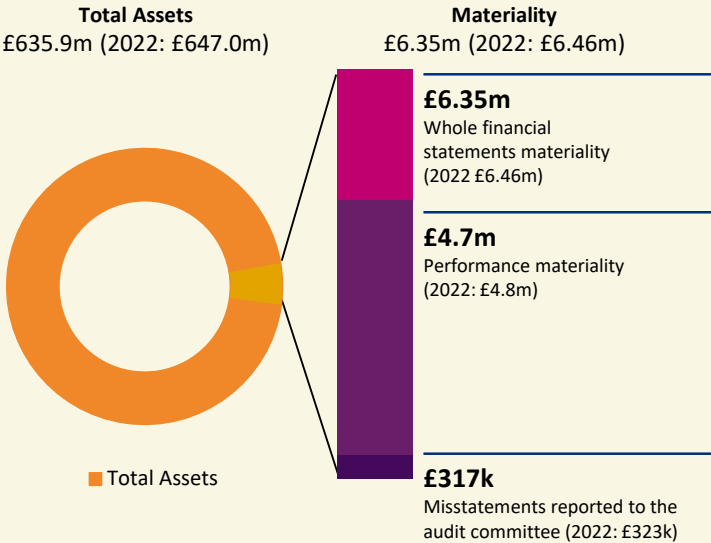 Total Assets
£635.9m (2022: £647.0m)
Materiality
£6.35m (2022: £6.46m)
£6.35m
Whole financial
statements materiality
(2022 £6.46m)
£4.7m
Performance materiality
(2022: £4.8m)
£317k
Misstatements reported to the
audit committee (2022: £323k)
Total Assets